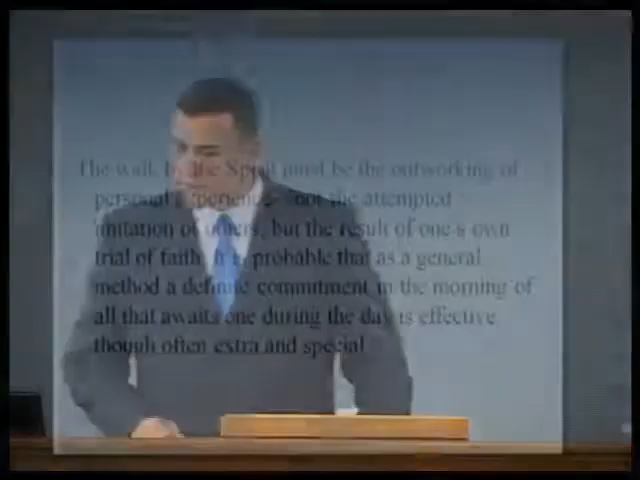 The walk by the Spirit must be the outworking of
personal experience not the attempted
imitation of others, but the result of one's own
trial of faith. It is probable that as a general
method a definite commitment in the morning of
all that awaits one during the day is effective
though often extra and special